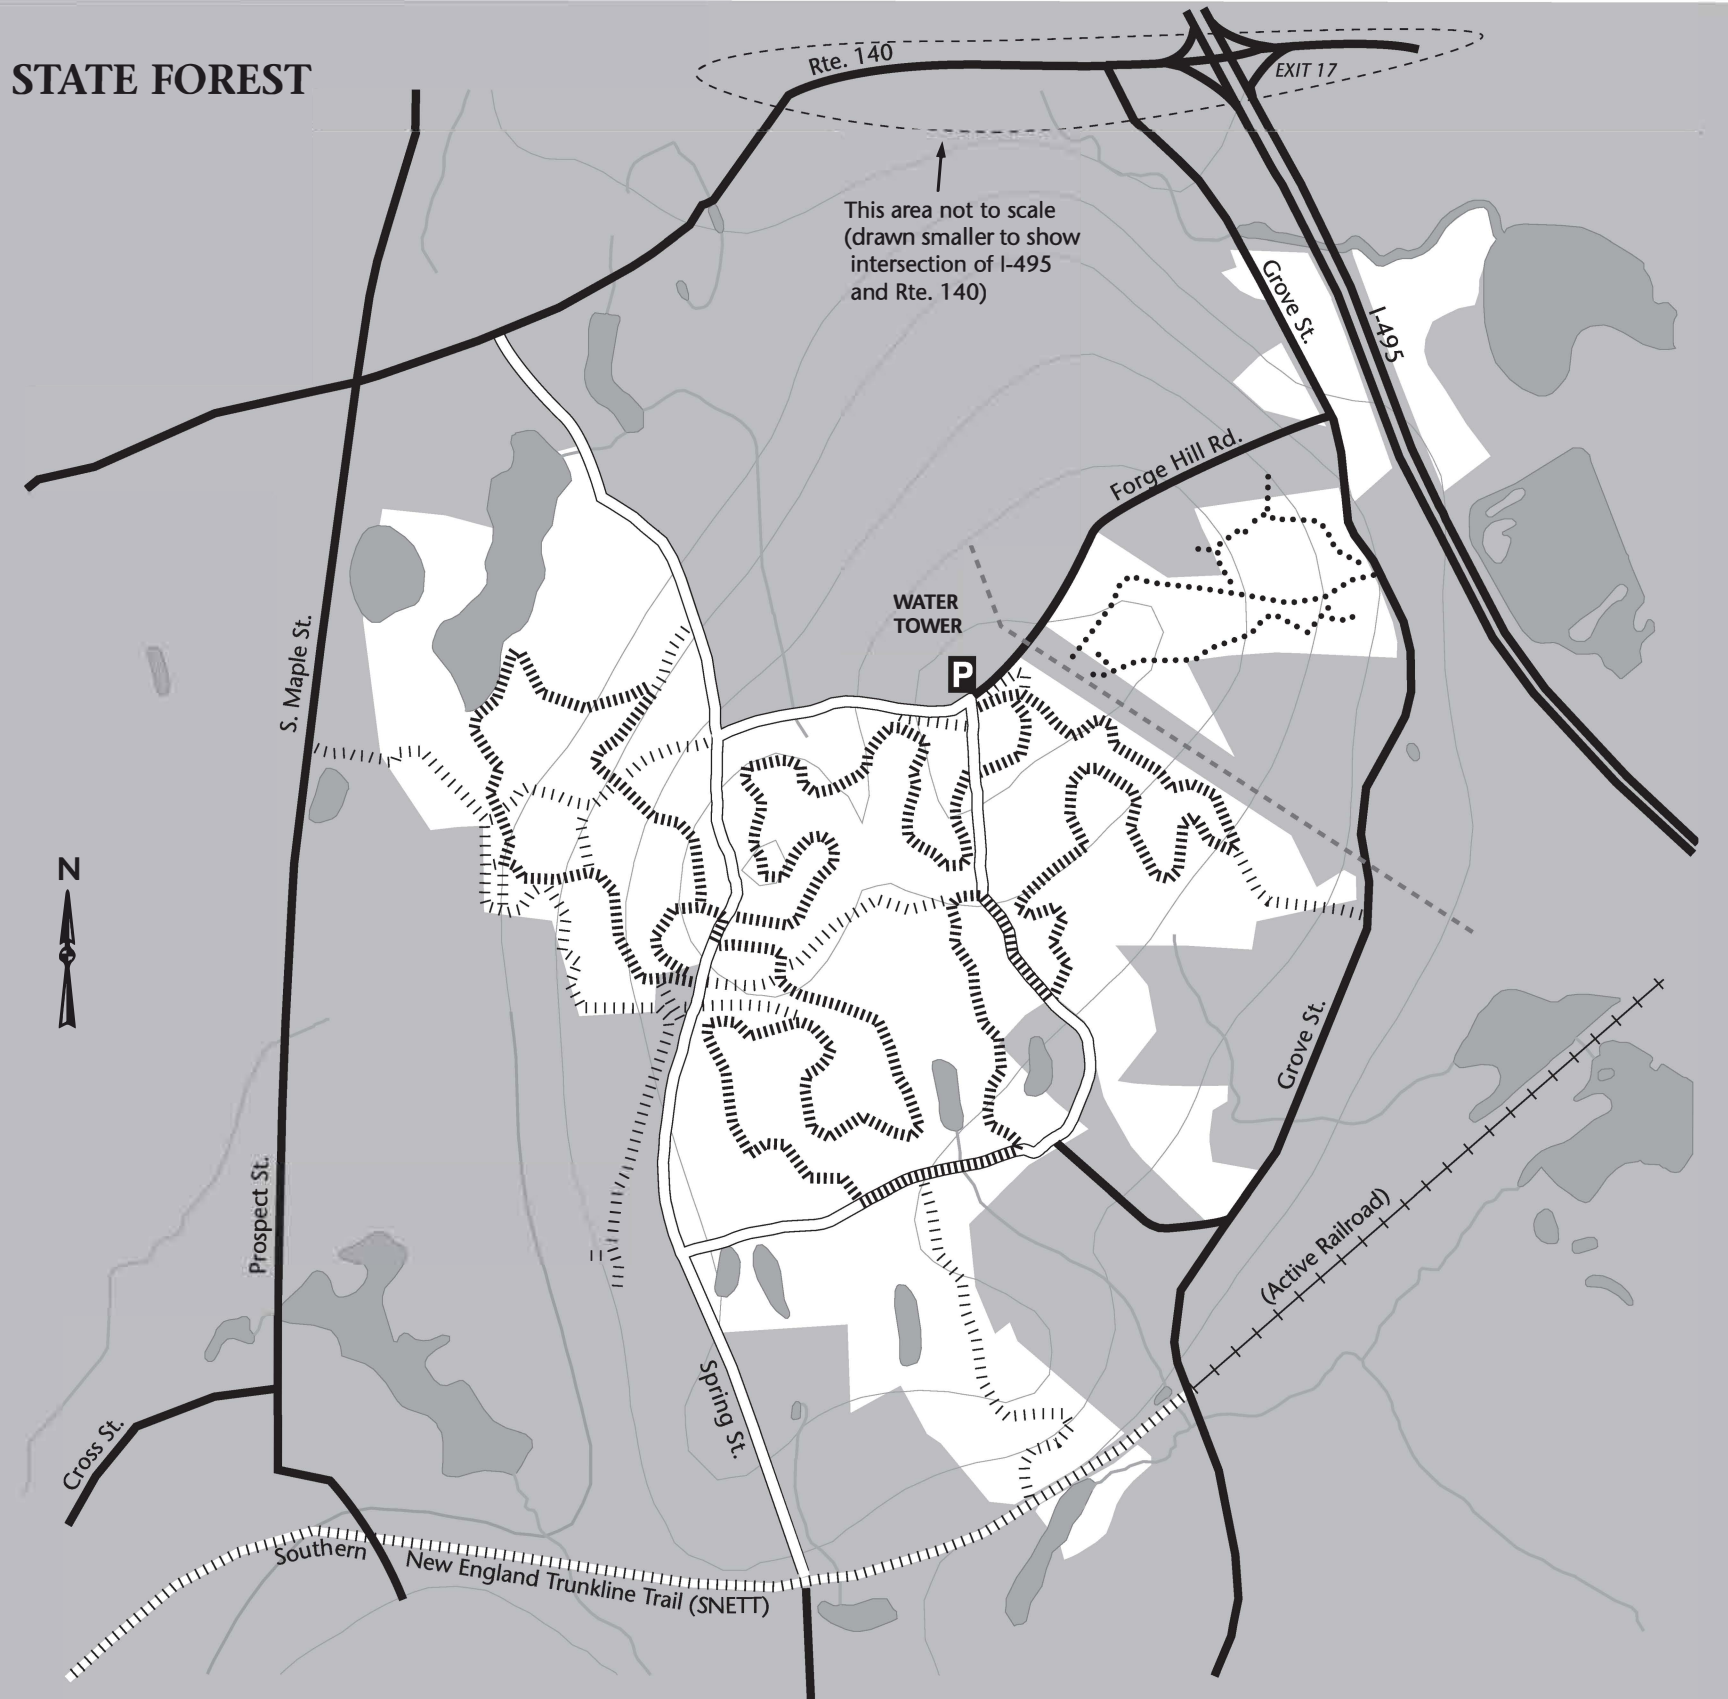 STATE FOREST
Rte. 140
EXIT 17
This area not to scale
(drawn smaller to show
intersection of I-495
and Rte. 140)
Grove St.
I-495
Forge Hill Rd.
WATER
TOWER
P
S. Maple St.
N
Grove St.
Prospect St.
(Active Railroad)
Spring St.
Cross St.
Southern New England Trunkline Trail (SNETT)